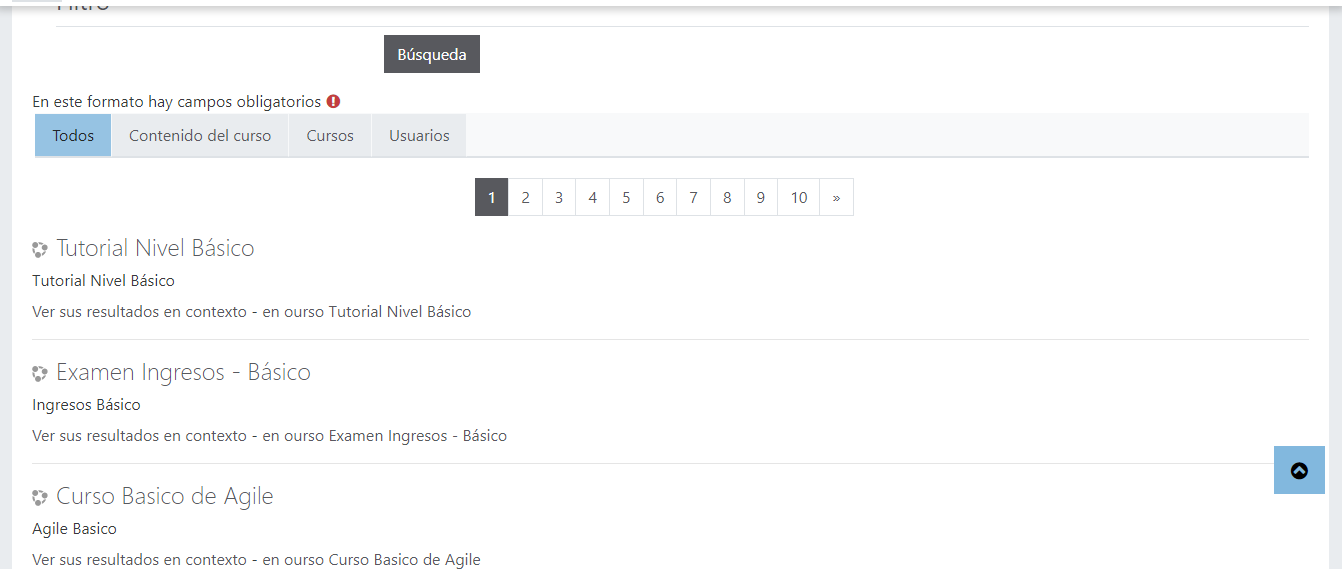 Filtro
Búsqueda
En este formato hay campos obligatorios
Todos Contenido del curso Cursos Usuarios
1 2 3 4 5 6 7 8 9 10 »
Tutorial Nivel Básico
Tutorial Nivel Básico
Ver sus resultados en contexto - en ourso Tutorial Nivel Básico
Examen Ingresos - Básico
Ingresos Básico
Ver sus resultados en contexto - en ourso Examen Ingresos - Básico
Curso Basico de Agile
Agile Basico
Ver sus resultados en contexto - en ourso Curso Basico de Agile